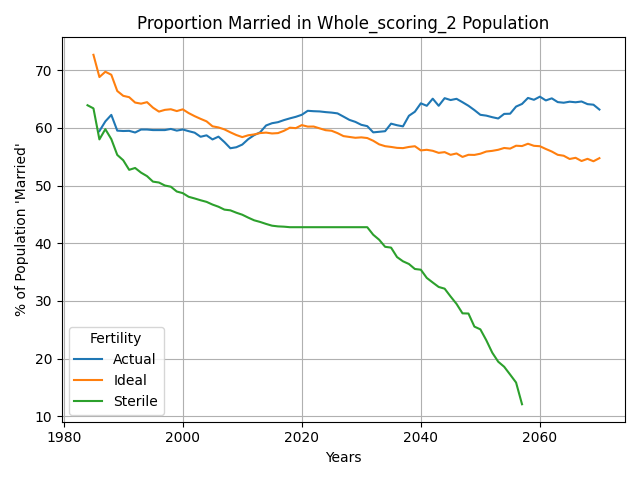 Proportion Married in Whole_scoring_2 Population
% of Population 'Married'
70
60
50
40
30
20
10
Fertility
Actual
Ideal
Sterile
1980 2000 2020 2040 2060
Years